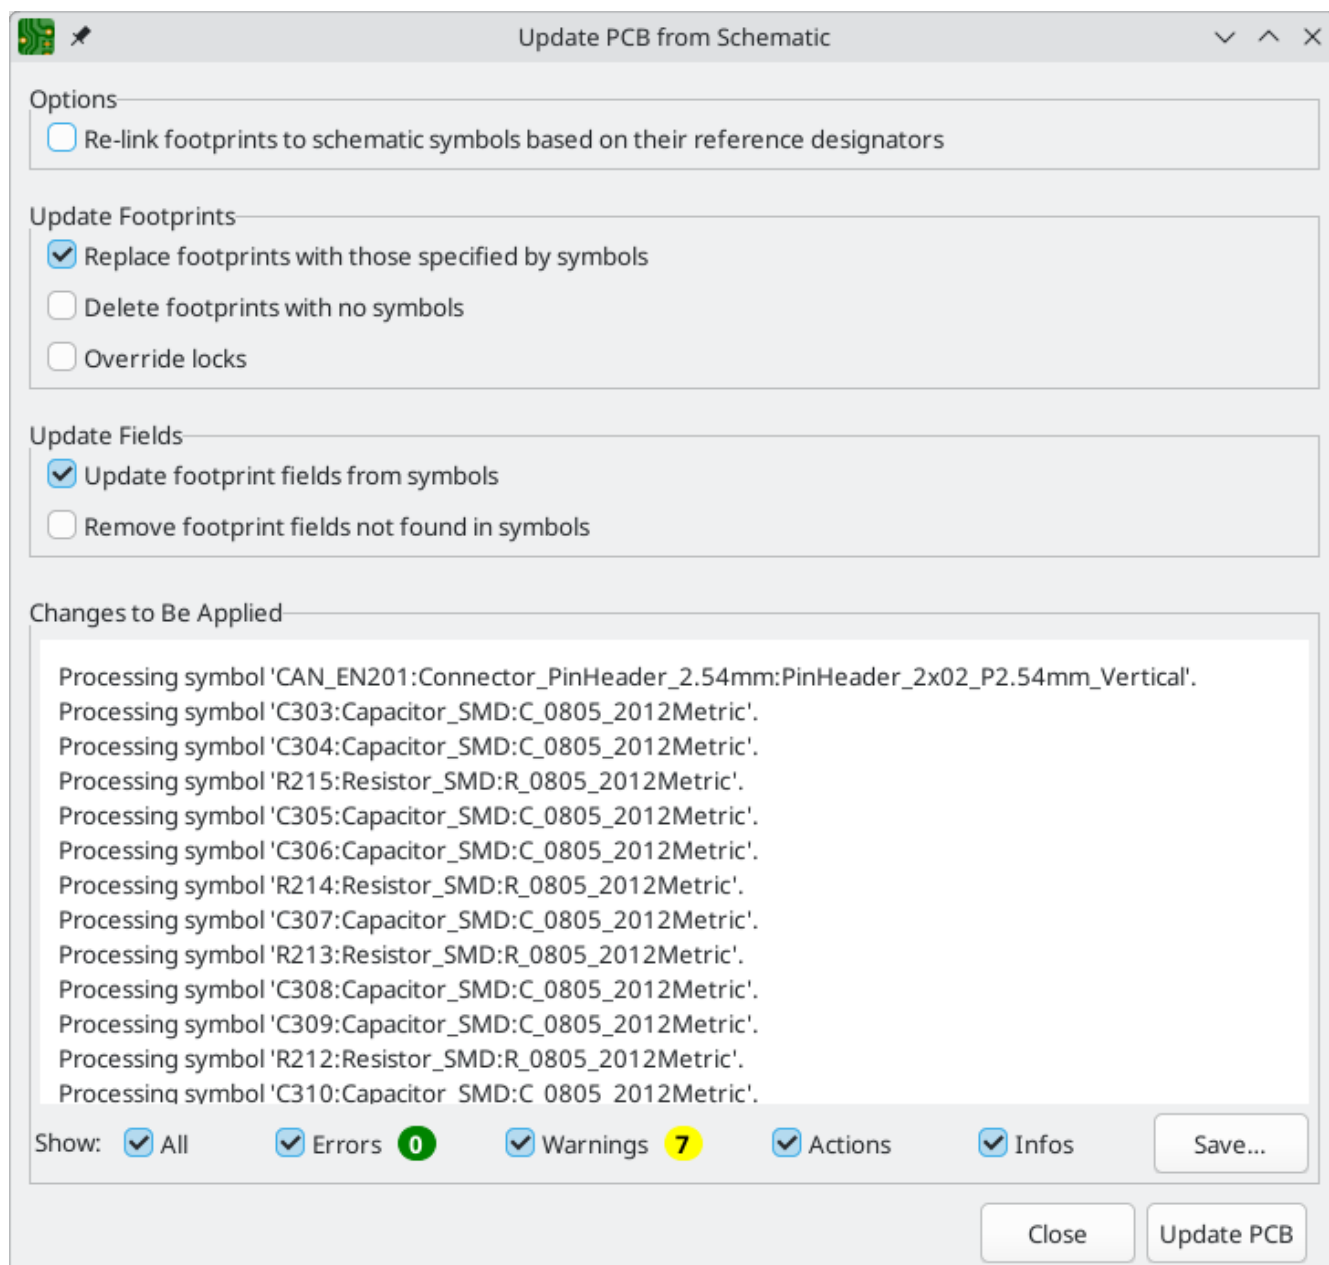 Update PCB from Schematic
Options
Re-link footprints to schematic symbols based on their reference designators
Update Footprints
Replace footprints with those specified by symbols
Delete footprints with no symbols
Override locks
Update Fields
Update footprint fields from symbols
Remove footprint fields not found in symbols
Changes to Be Applied
Processing symbol 'CAN_EN201:Connector_PinHeader_2.54mm:PinHeader_2x02_P2.54mm_Vertical'.
Processing symbol 'C303:Capacitor_SMD:C_0805_2012Metric'.
Processing symbol 'C304:Capacitor_SMD:C_0805_2012Metric'.
Processing symbol 'R215:Resistor_SMD:R_0805_2012Metric'.
Processing symbol 'C305:Capacitor_SMD:C_0805_2012Metric'.
Processing symbol 'C306:Capacitor_SMD:C_0805_2012Metric'.
Processing symbol 'R214:Resistor_SMD:R_0805_2012Metric'.
Processing symbol 'C307:Capacitor_SMD:C_0805_2012Metric'.
Processing symbol 'R213:Resistor_SMD:R_0805_2012Metric'.
Processing symbol 'C308:Capacitor_SMD:C_0805_2012Metric'.
Processing symbol 'C309:Capacitor_SMD:C_0805_2012Metric'.
Processing symbol 'R212:Resistor_SMD:R_0805_2012Metric'.
Processing symbol 'C310:Capacitor_SMD:C_0805_2012Metric'.
Show: All Errors 0 Warnings 7 Actions Infos Save...
Close Update PCB